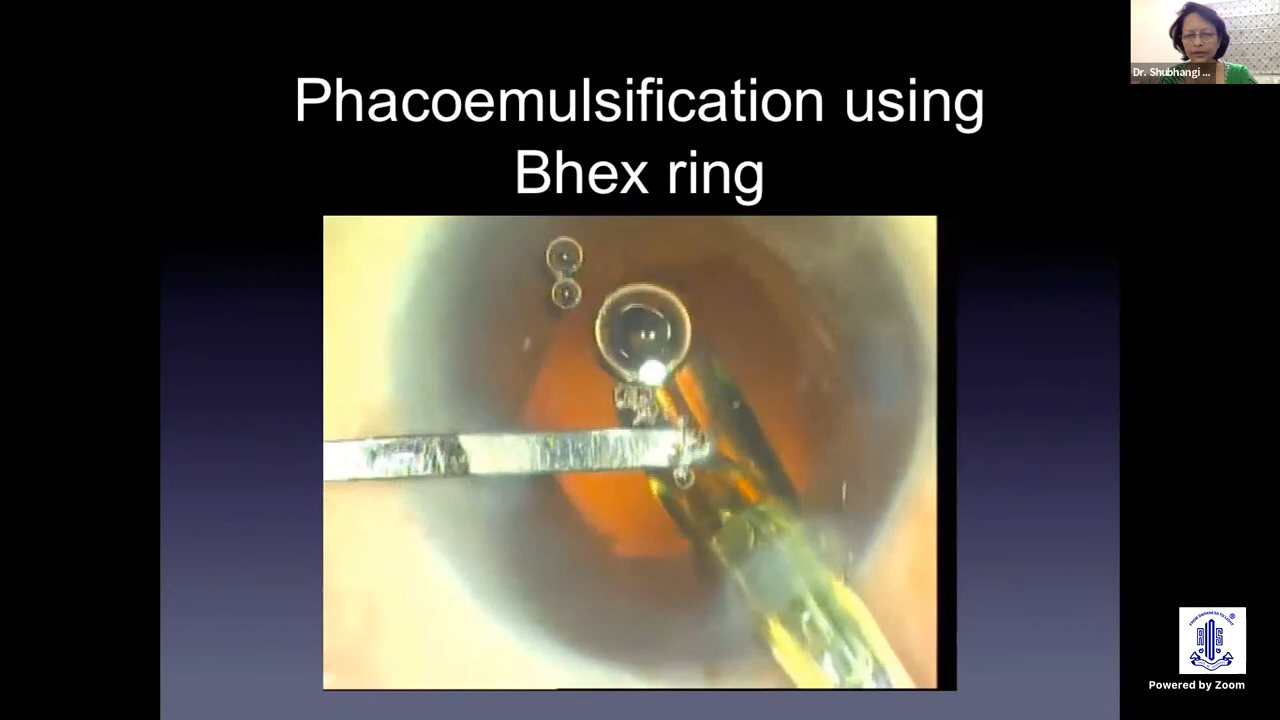 Phacoemulsification using
Bhex ring
Dr. Shubhangi ...
Powered by Zoom